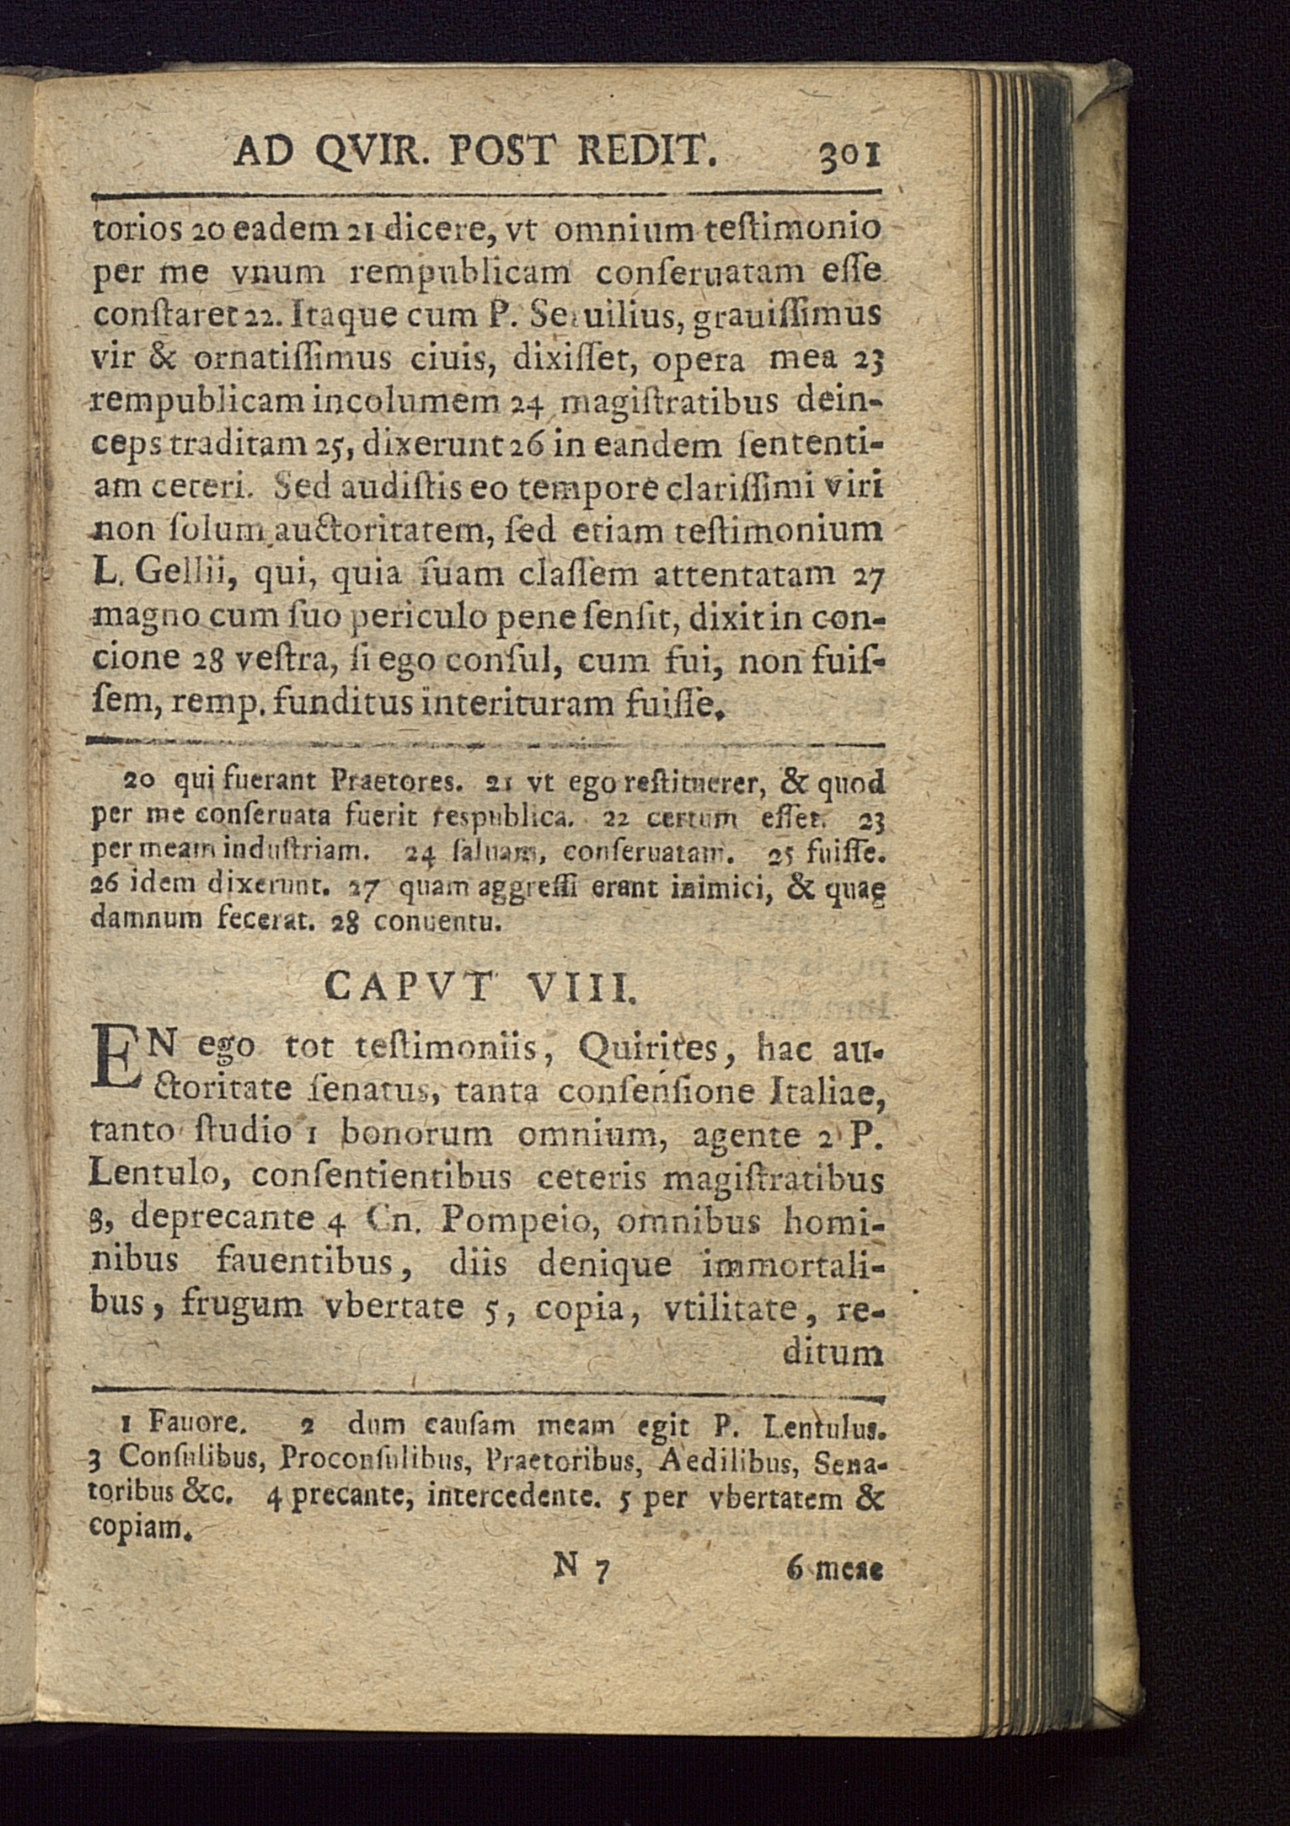 AD QVIR. POST REDIT. 301
torios 20 eadem 21 dicere, vt omnium teſtimonio
per me vnum rempublicam conſeruatam eſſe
conſtaret 22. Itaque cum P. Seruilius, grauiſſimus
vir & ornatiſſimus ciuis, dixiſſet, opera mea 23
rempublicam incolumem 24 magiſtratibus dein-
ceps traditam 25, dixerunt 26 in eandem ſententi-
am ceteri. Sed audiſtis eo tempore clariſſimi viri
non ſolum auctoritatem, ſed etiam teſtimonium
L. Gellii, qui, quia ſuam claſſem attentatam 27
magno cum ſuo periculo pene ſenſit, dixit in con-
cione 28 veſtra, ſi ego conſul, cum fui, non fuiſ-
ſem, remp. funditus interituram fuiſſe.
20 qui fuerant Praetores. 21 vt ego reſtituerer, & quod
per me conſeruata fuerit respublica. 22 certum eſſet. 23
per meam induſtriam. 24 ſaluam, conſeruatam. 25 fuiſſe.
26 idem dixerunt. 27 quam aggreſſi erant inimici, & quae
damnum fecerat. 28 conuentu.
CAPVT VIII.
EN ego tot teſtimoniis, Quirites, hac au-
ctoritate ſenatus, tanta conſenſione Italiae,
tanto ſtudio 1 bonorum omnium, agente 2 P.
Lentulo, conſentientibus ceteris magiſtratibus
3, deprecante 4 Cn. Pompeio, omnibus homi-
nibus fauentibus, diis denique immortali-
bus, frugum vbertate 5, copia, vtilitate, re-
ditum
1 Fauore. 2 dum cauſam meam egit P. Lentulus.
3 Conſulibus, Proconſulibus, Praetoribus, Aedilibus, Sena-
toribus &c. 4 precante, intercedente. 5 per vbertatem &
copiam.
N 7 6 meae